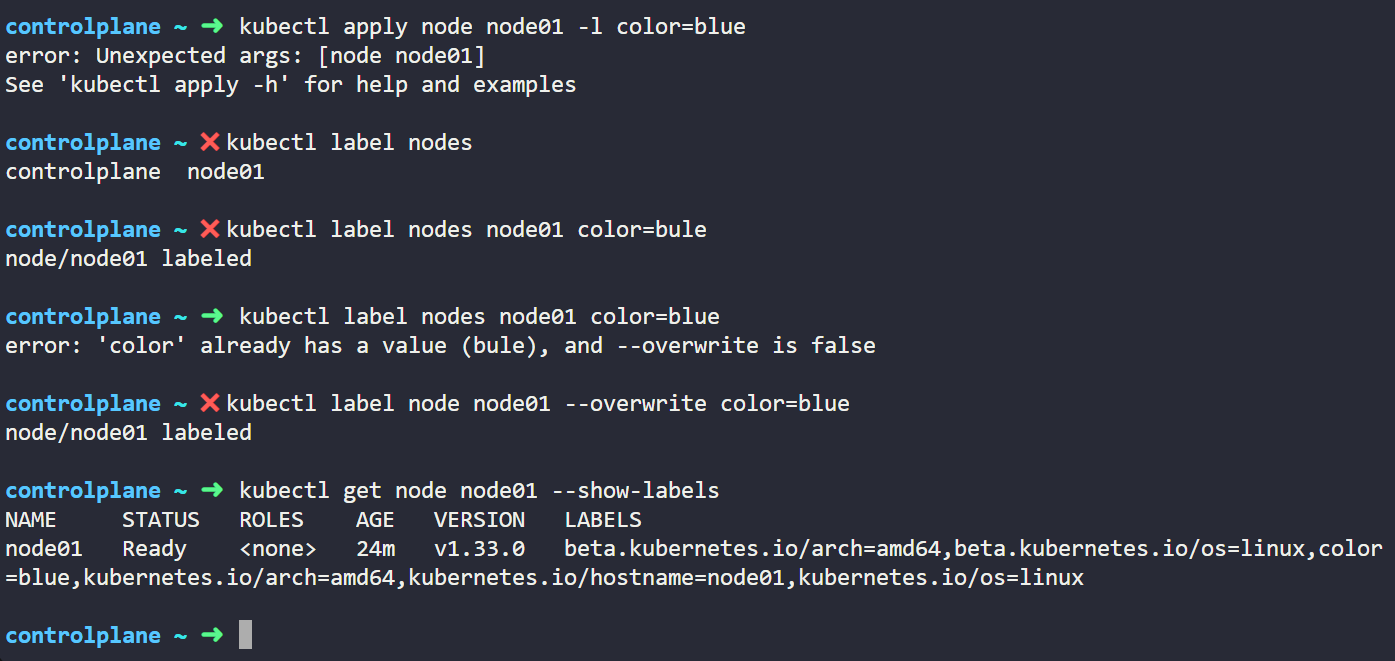 controlplane ~ ➜ kubectl apply node node01 -l color=blue
error: Unexpected args: [node node01]
See 'kubectl apply -h' for help and examples
controlplane ~ ✖ kubectl label nodes
controlplane  node01
controlplane ~ ✖ kubectl label nodes node01 color=bule
node/node01 labeled
controlplane ~ ➜ kubectl label nodes node01 color=blue
error: 'color' already has a value (bule), and --overwrite is false
controlplane ~ ✖ kubectl label node node01 --overwrite color=blue
node/node01 labeled
controlplane ~ ➜ kubectl get node node01 --show-labels
NAME     STATUS   ROLES    AGE   VERSION   LABELS
node01   Ready    <none>   24m   v1.33.0   beta.kubernetes.io/arch=amd64,beta.kubernetes.io/os=linux,color
=blue,kubernetes.io/arch=amd64,kubernetes.io/hostname=node01,kubernetes.io/os=linux
controlplane ~ ➜